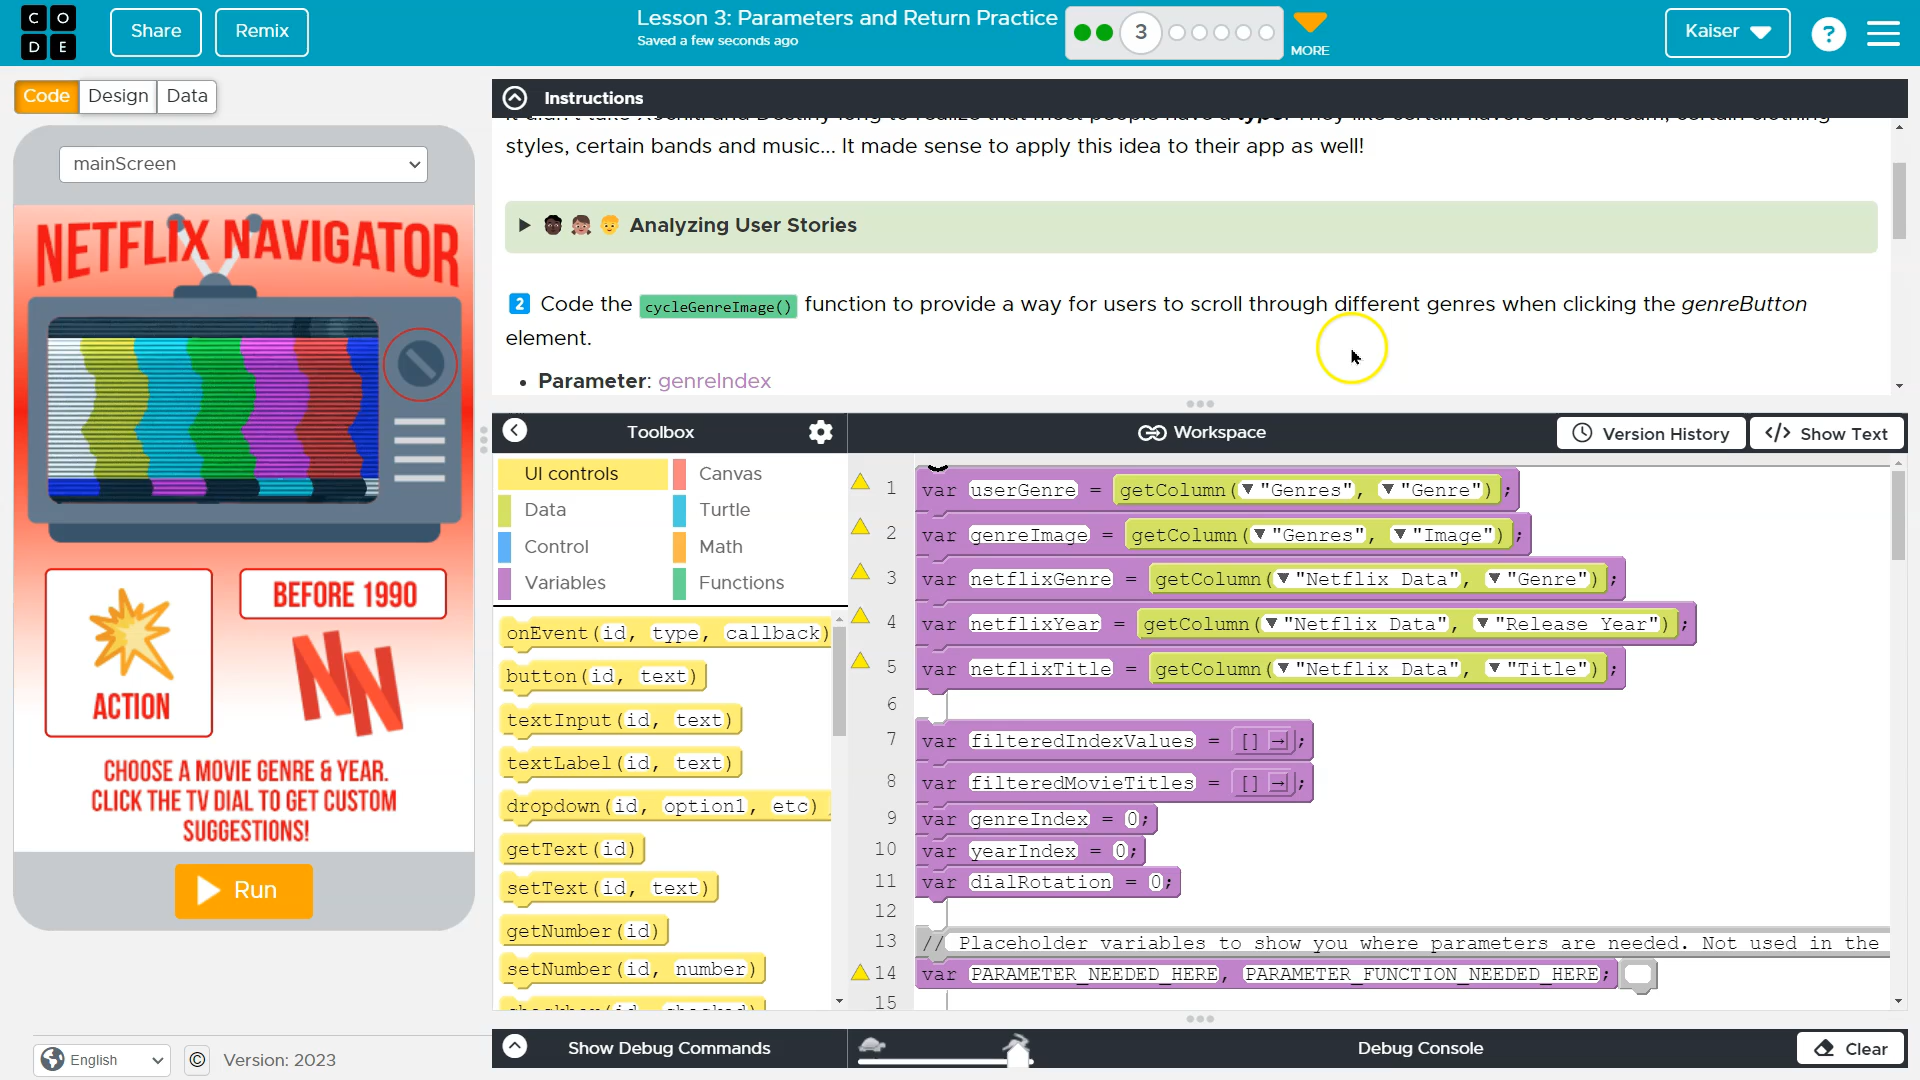 CODE
Share
Remix
Lesson 3: Parameters and Return Practice
Saved a few seconds ago
3
MORE
Kaiser
?
Code
Design
Data
Instructions
styles, certain bands and music... It made sense to apply this idea to their app as well!
Analyzing User Stories
2 Code the cycleGenreImage() function to provide a way for users to scroll through different genres when clicking the genreButton
element.
• Parameter: genreIndex
mainScreen
NETFLIX NAVIGATOR
ACTION
BEFORE 1990
NN
CHOOSE A MOVIE GENRE & YEAR.
CLICK THE TV DIAL TO GET CUSTOM
SUGGESTIONS!
Run
English
© Version: 2023
Toolbox
UI controls
Canvas
Data
Turtle
Control
Math
Variables
Functions
onEvent(id, type, callback)
button(id, text)
textInput(id, text)
textLabel(id, text)
dropdown(id, option1, etc)
getText(id)
setText(id, text)
getNumber(id)
setNumber(id, number)
Workspace
Version History
</> Show Text
1 var userGenre = getColumn(▼"Genres", ▼"Genre");
2 var genreImage = getColumn(▼"Genres", ▼"Image");
3 var netflixGenre = getColumn(▼"Netflix Data", ▼"Genre");
4 var netflixYear = getColumn(▼"Netflix Data", ▼"Release Year");
5 var netflixTitle = getColumn(▼"Netflix Data", ▼"Title");
6
7 var filteredIndexValues = [] →;
8 var filteredMovieTitles = [] →;
9 var genreIndex = 0;
10 var yearIndex = 0;
11 var dialRotation = 0;
12
13 // Placeholder variables to show you where parameters are needed. Not used in the
14 var PARAMETER_NEEDED_HERE, PARAMETER_FUNCTION_NEEDED_HERE;
15
Show Debug Commands
Debug Console
Clear